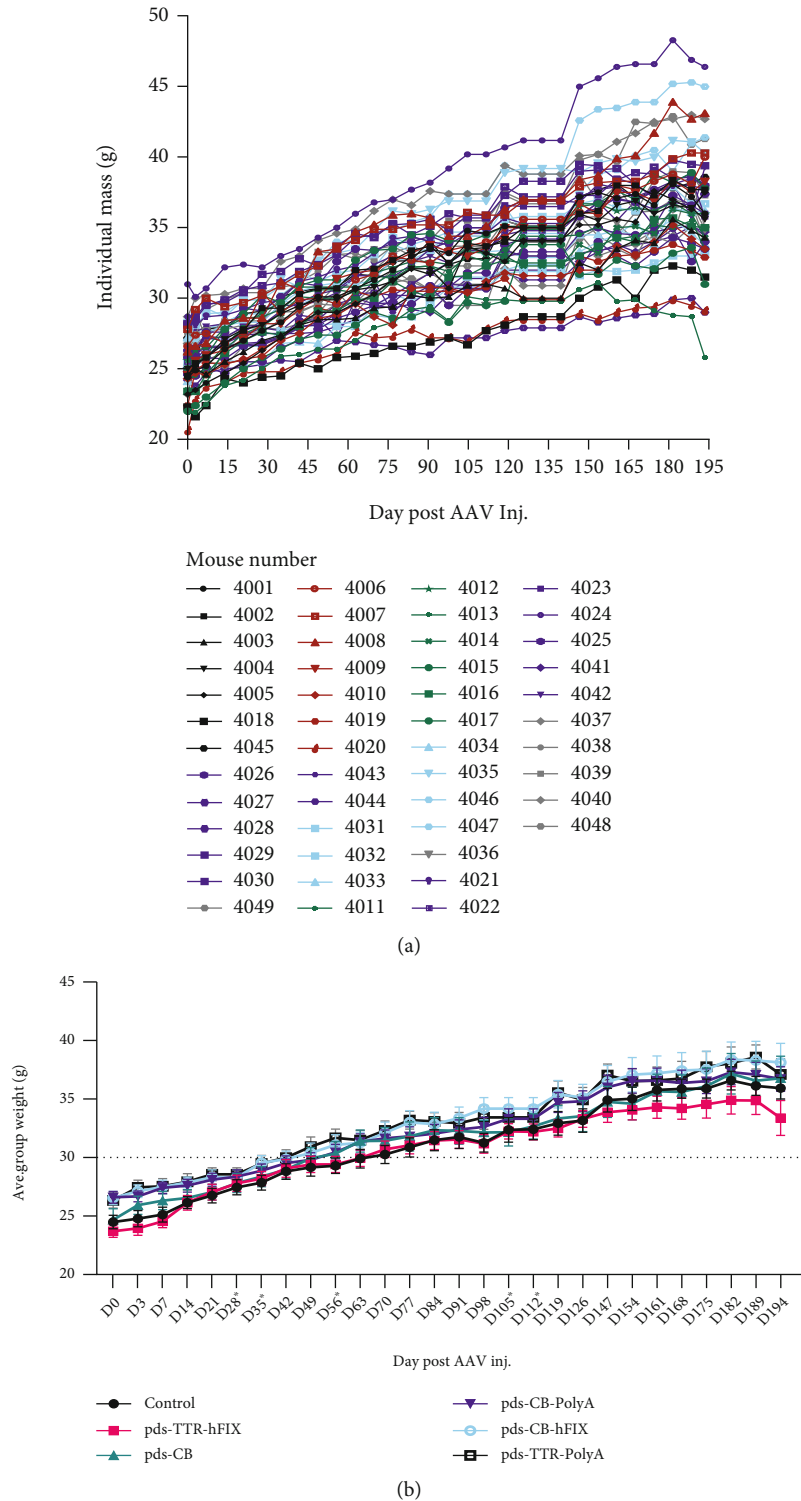 50
45
40
35
30
25
20
Individual mass (g)
0 15 30 45 60 75 90 105 120 135 150 165 180 195
Day post AAV Inj.
Mouse number
4001 4006 4012 4023
4002 4007 4013 4024
4003 4008 4014 4025
4004 4009 4015 4041
4005 4010 4016 4042
4018 4019 4017 4037
4045 4020 4034 4038
4026 4043 4035 4039
4027 4044 4046 4040
4028 4031 4047 4048
4029 4032 4036
4030 4033 4021
4049 4011 4022
(a)
45
40
35
30
25
20
Ave.group weight (g)
D0 D3 D7 D14 D21 D28* D35* D42 D49 D56* D63 D70 D77 D84 D91 D98 D105* D112* D119 D126 D147 D154 D161 D168 D175 D182 D189 D194
Day post AAV inj.
Control pds-CB-PolyA
pds-TTR-hFIX pds-CB-hFIX
pds-CB pds-TTR-PolyA
(b)